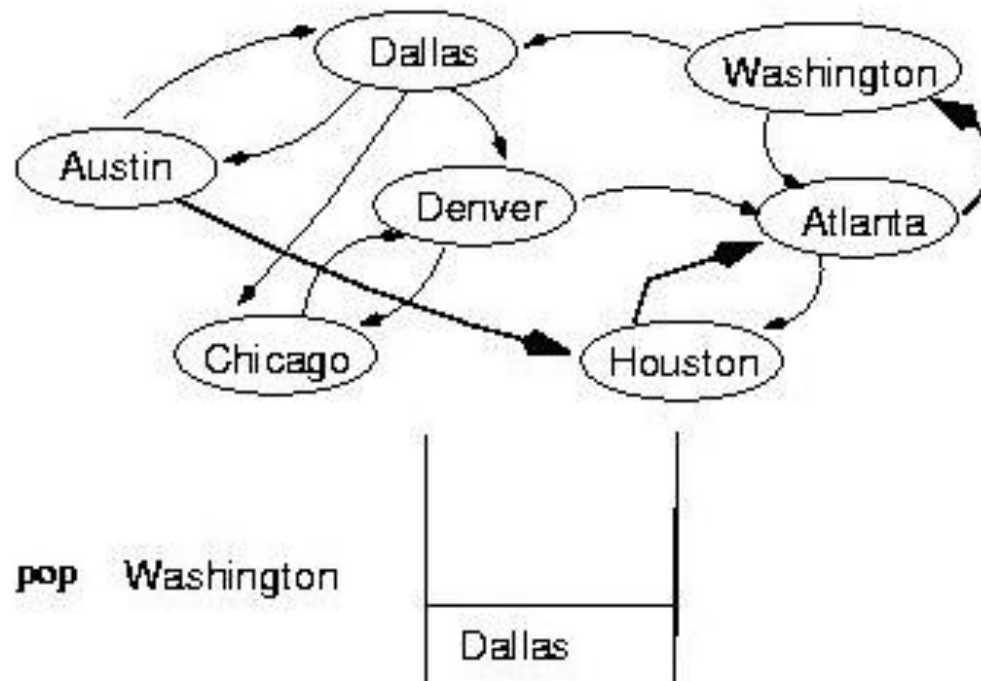 Dallas
Washington
Austin
Denver
Atlanta
Chicago
Houston
pop Washington
Dallas